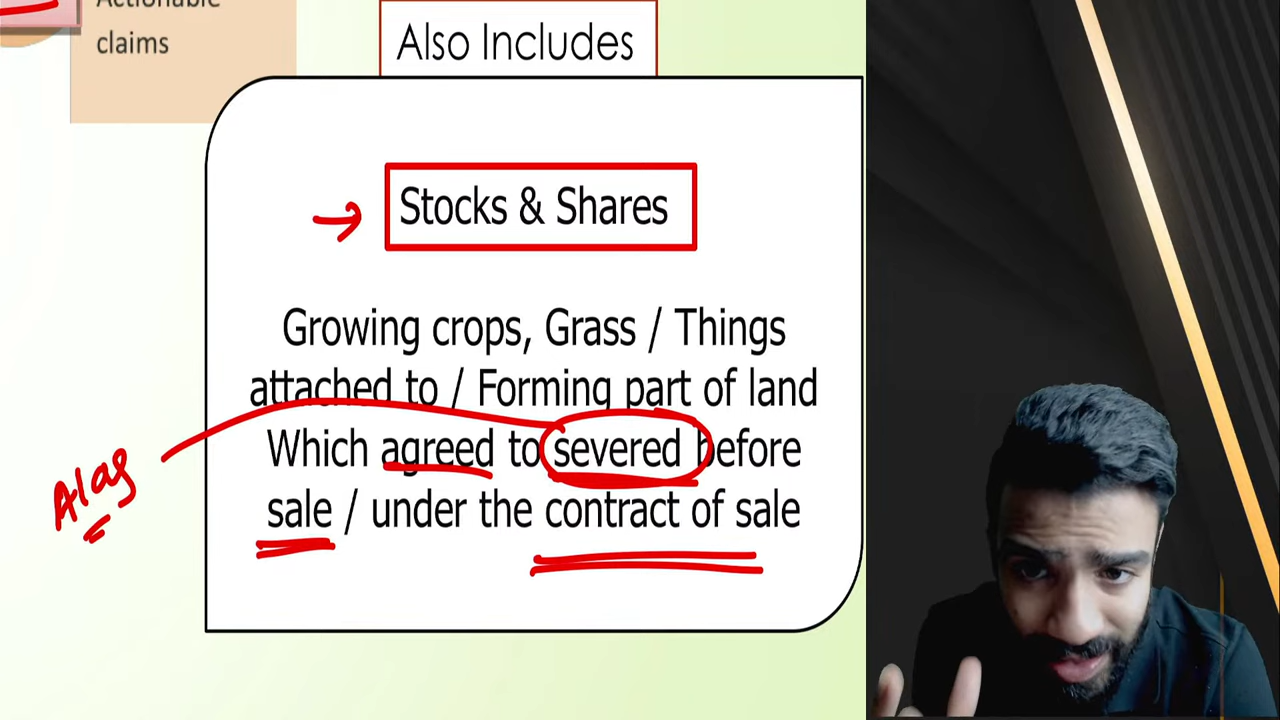 Actionable
claims
Also Includes
Stocks & Shares
Growing crops, Grass / Things
attached to / Forming part of land
Which agreed to severed before
sale / under the contract of sale
Alag